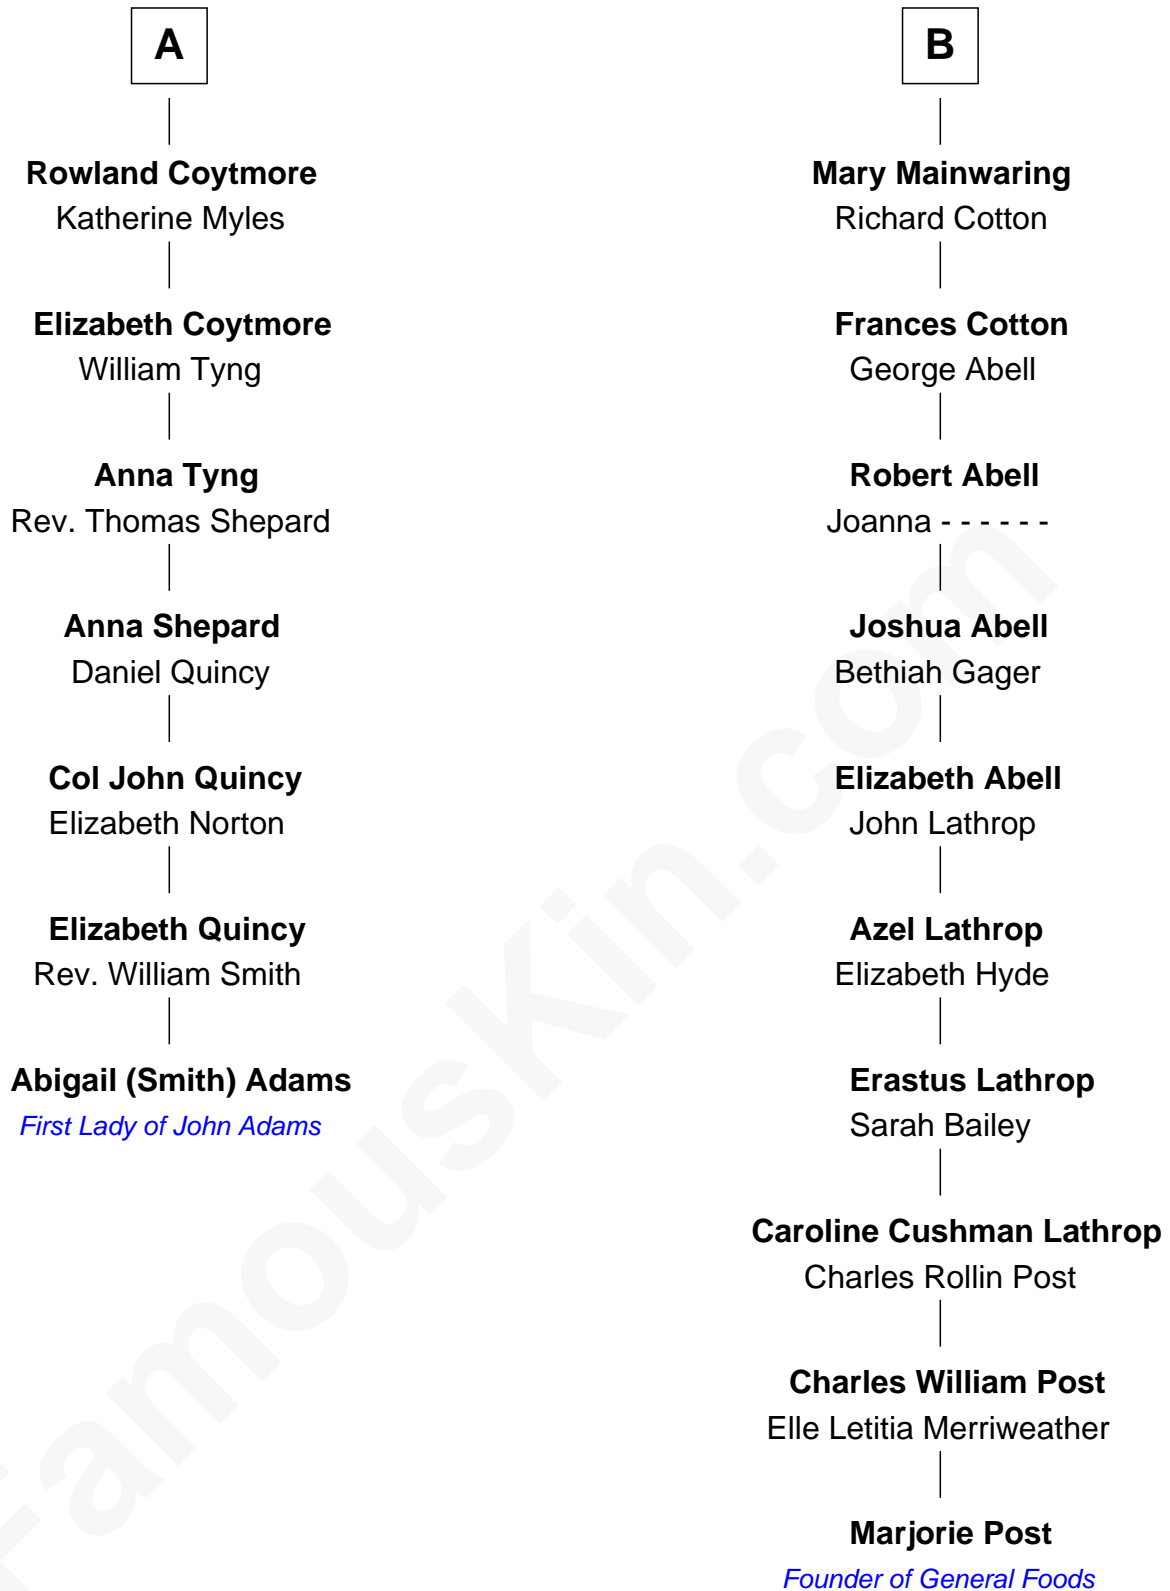 A
Rowland Coytmore
Katherine Myles
Elizabeth Coytmore
William Tyng
Anna Tyng
Rev. Thomas Shepard
Anna Shepard
Daniel Quincy
Col John Quincy
Elizabeth Norton
Elizabeth Quincy
Rev. William Smith
Abigail (Smith) Adams
First Lady of John Adams
B
Mary Mainwaring
Richard Cotton
Frances Cotton
George Abell
Robert Abell
Joanna - - - - - -
Joshua Abell
Bethiah Gager
Elizabeth Abell
John Lathrop
Azel Lathrop
Elizabeth Hyde
Erastus Lathrop
Sarah Bailey
Caroline Cushman Lathrop
Charles Rollin Post
Charles William Post
Elle Letitia Merriweather
Marjorie Post
Founder of General Foods
FamousKin.com